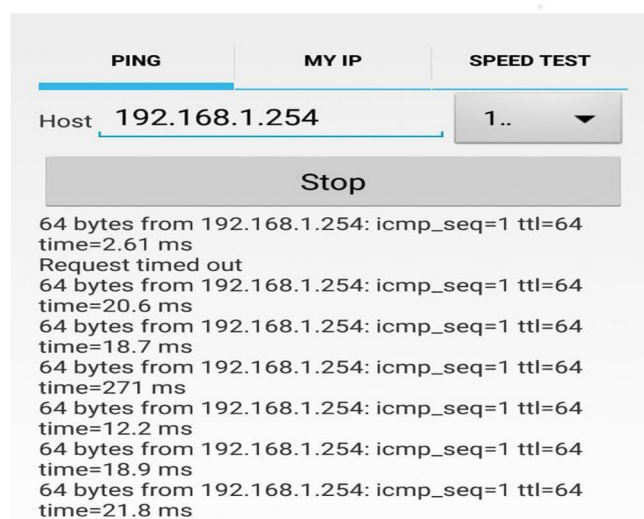 PING MY IP SPEED TEST
Host 192.168.1.254 1..
Stop
64 bytes from 192.168.1.254: icmp_seq=1 ttl=64
time=2.61 ms
Request timed out
64 bytes from 192.168.1.254: icmp_seq=1 ttl=64
time=20.6 ms
64 bytes from 192.168.1.254: icmp_seq=1 ttl=64
time=18.7 ms
64 bytes from 192.168.1.254: icmp_seq=1 ttl=64
time=271 ms
64 bytes from 192.168.1.254: icmp_seq=1 ttl=64
time=12.2 ms
64 bytes from 192.168.1.254: icmp_seq=1 ttl=64
time=18.9 ms
64 bytes from 192.168.1.254: icmp_seq=1 ttl=64
time=21.8 ms